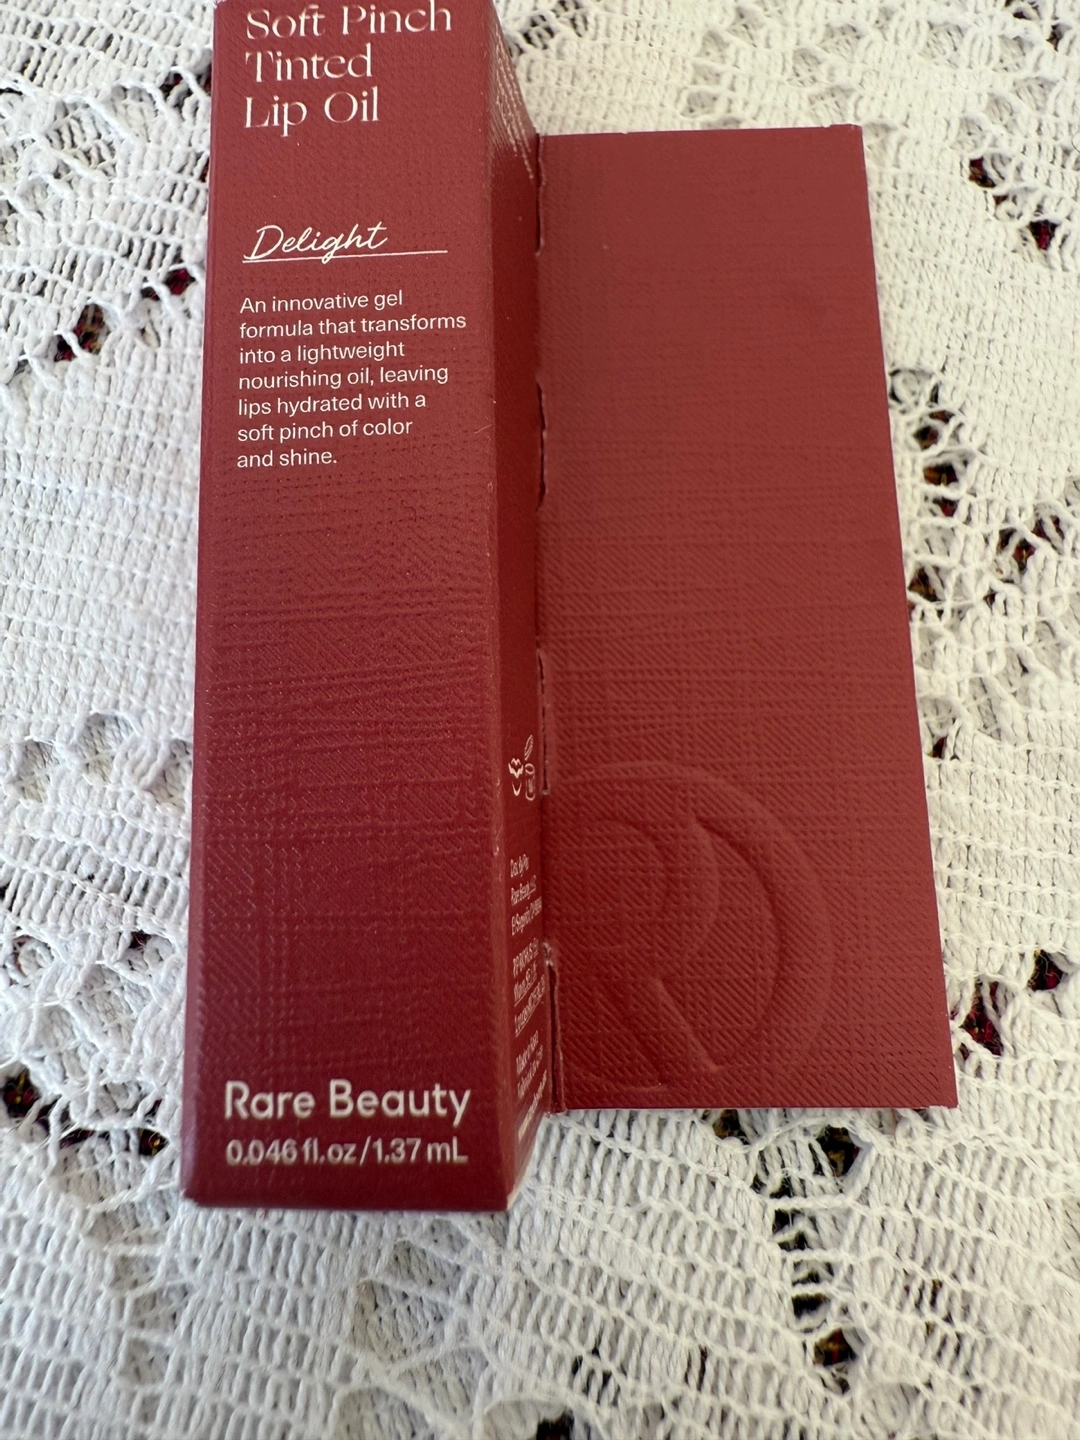 Soft Pinch
Tinted
Lip Oil
Delight
An innovative gel
formula that transforms
into a lightweight
nourishing oil, leaving
lips hydrated with a
soft pinch of color
and shine.
Rare Beauty
0.046 fl.oz/1.37 mL